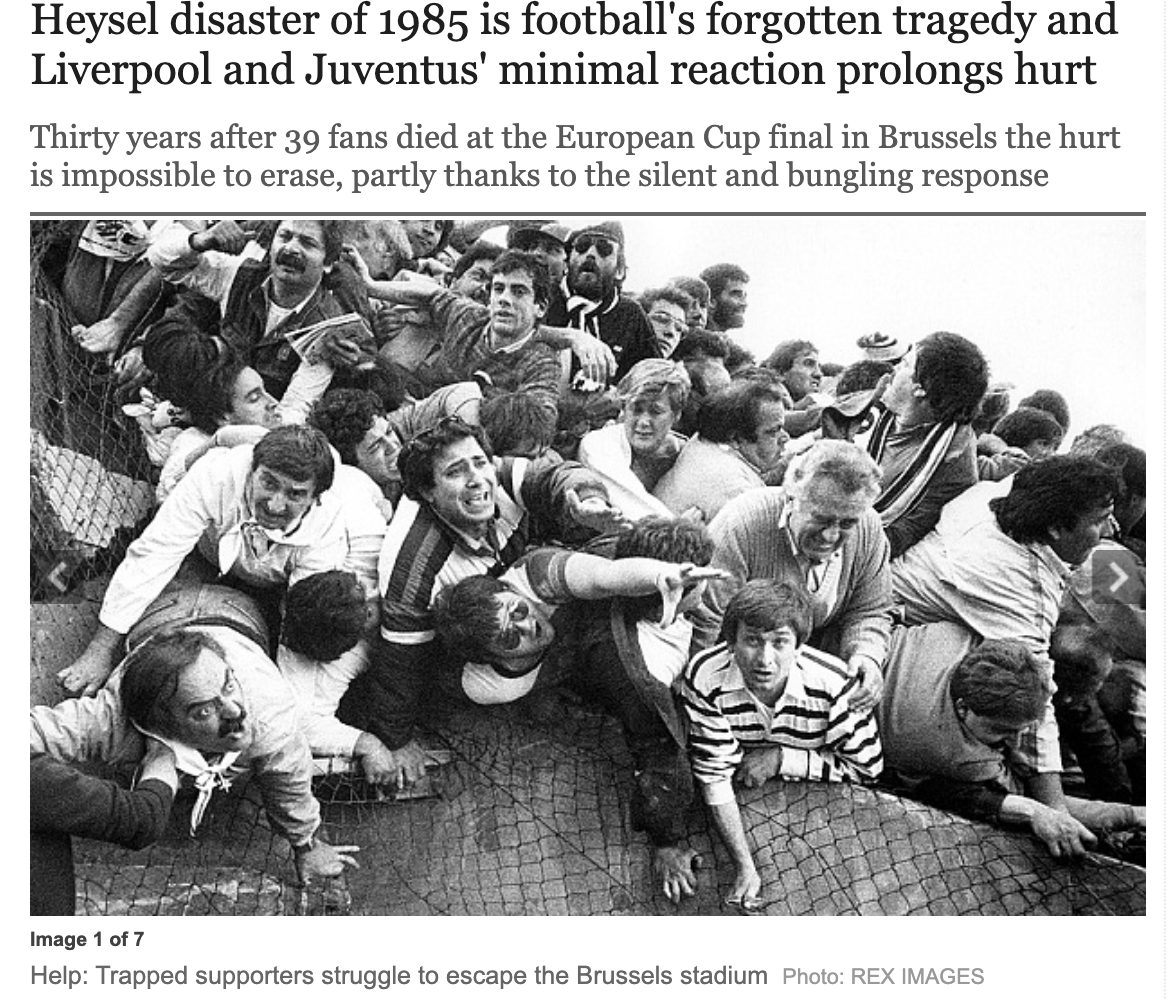 Heysel disaster of 1985 is football's forgotten tragedy and
Liverpool and Juventus' minimal reaction prolongs hurt
Thirty years after 39 fans died at the European Cup final in Brussels the hurt
is impossible to erase, partly thanks to the silent and bungling response
Image 1 of 7
Help: Trapped supporters struggle to escape the Brussels stadium Photo: REX IMAGES